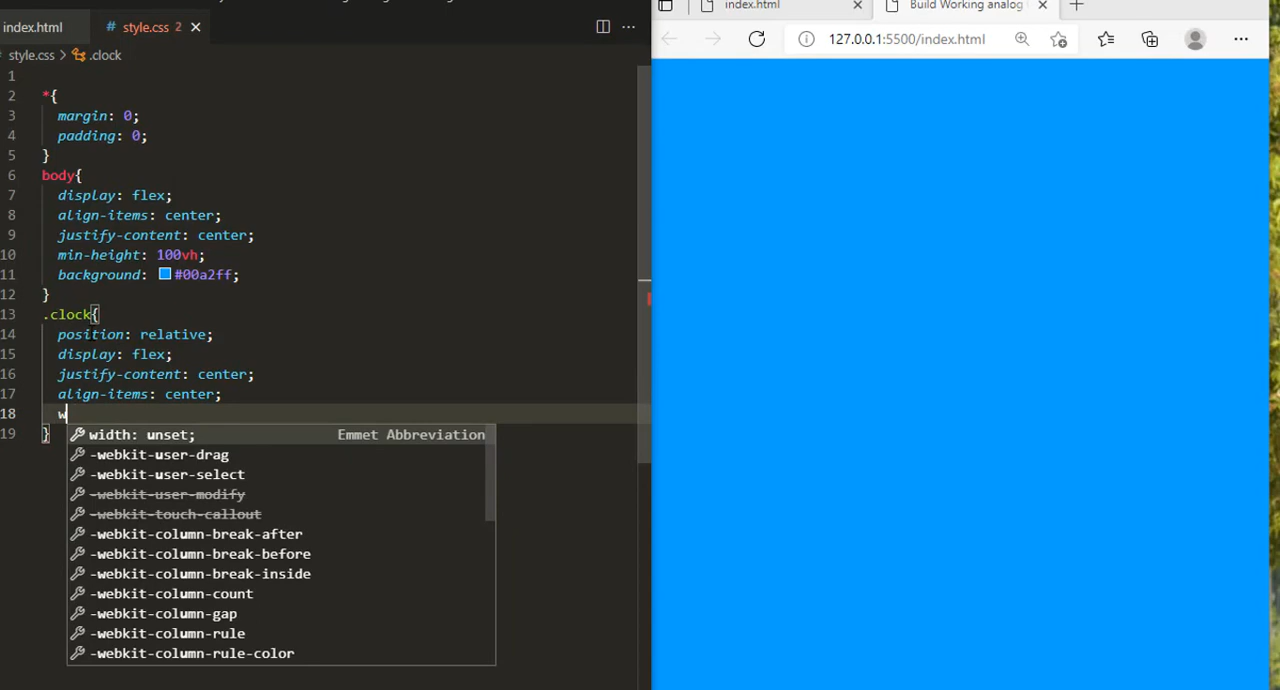 index.html
# style.css 2
style.css > .clock
1
2 *{
3 margin: 0;
4 padding: 0;
5 }
6 body{
7 display: flex;
8 align-items: center;
9 justify-content: center;
10 min-height: 100vh;
11 background: #00a2ff;
12 }
13 .clock{
14 position: relative;
15 display: flex;
16 justify-content: center;
17 align-items: center;
18 w
19 }
width: unset; Emmet Abbreviation
-webkit-user-drag
-webkit-user-select
-webkit-user-modify
-webkit-touch-callout
-webkit-column-break-after
-webkit-column-break-before
-webkit-column-break-inside
-webkit-column-count
-webkit-column-gap
-webkit-column-rule
-webkit-column-rule-color
index.html
Build Working analog
127.0.0.1:5500/index.html